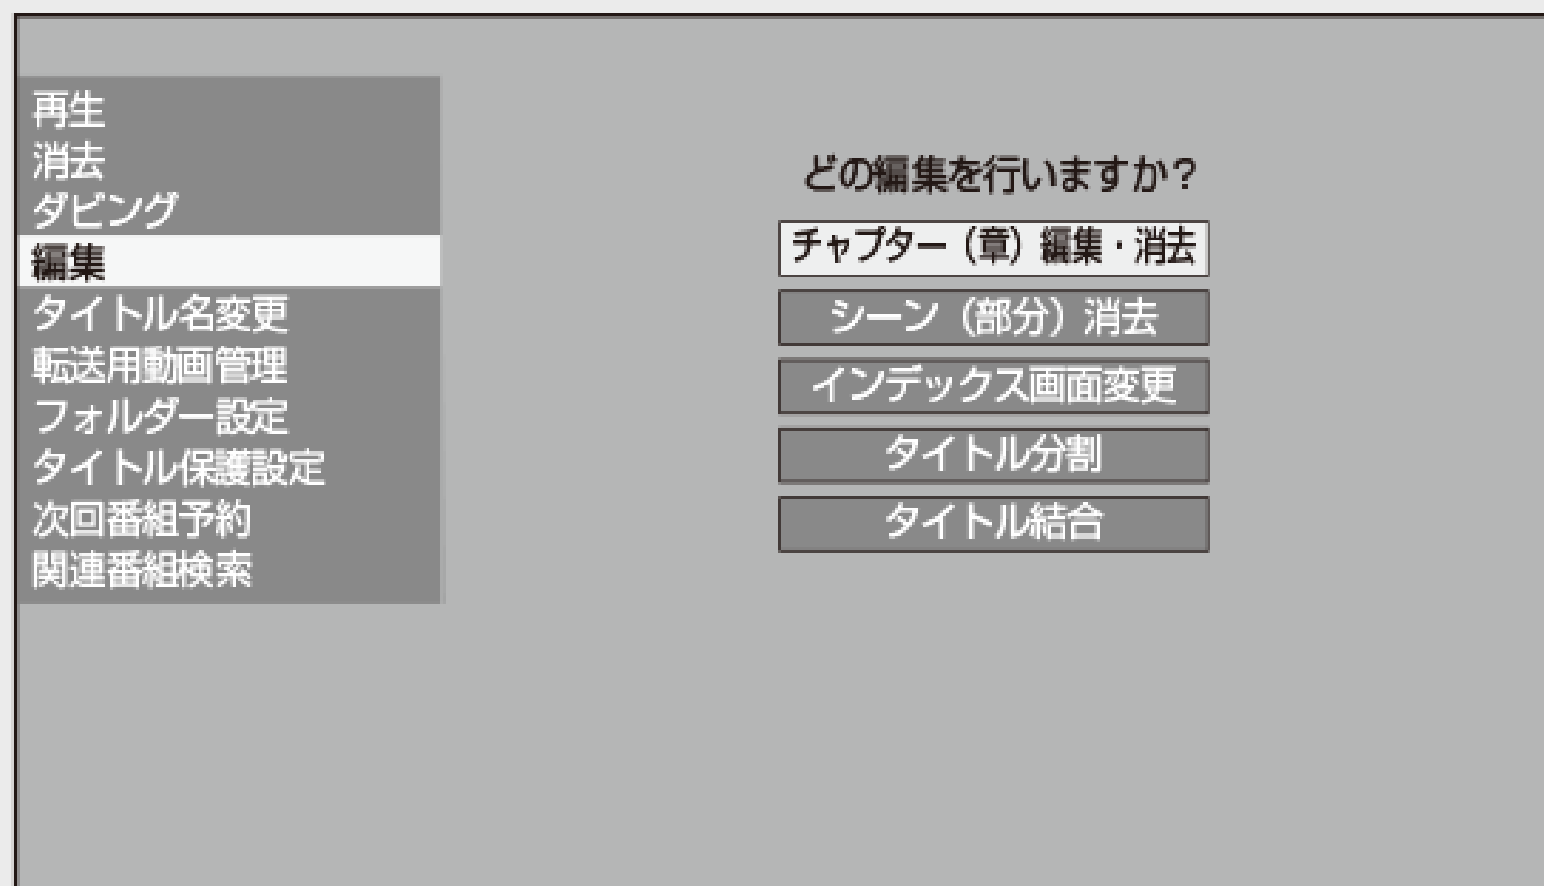 再生
消去
ダビング
編集
タイトル名変更
転送用動画管理
フォルダー設定
タイトル保護設定
次回番組予約
関連番組検索
どの編集を行いますか？
チャプター（章）編集・消去
シーン（部分）消去
インデックス画面変更
タイトル分割
タイトル結合